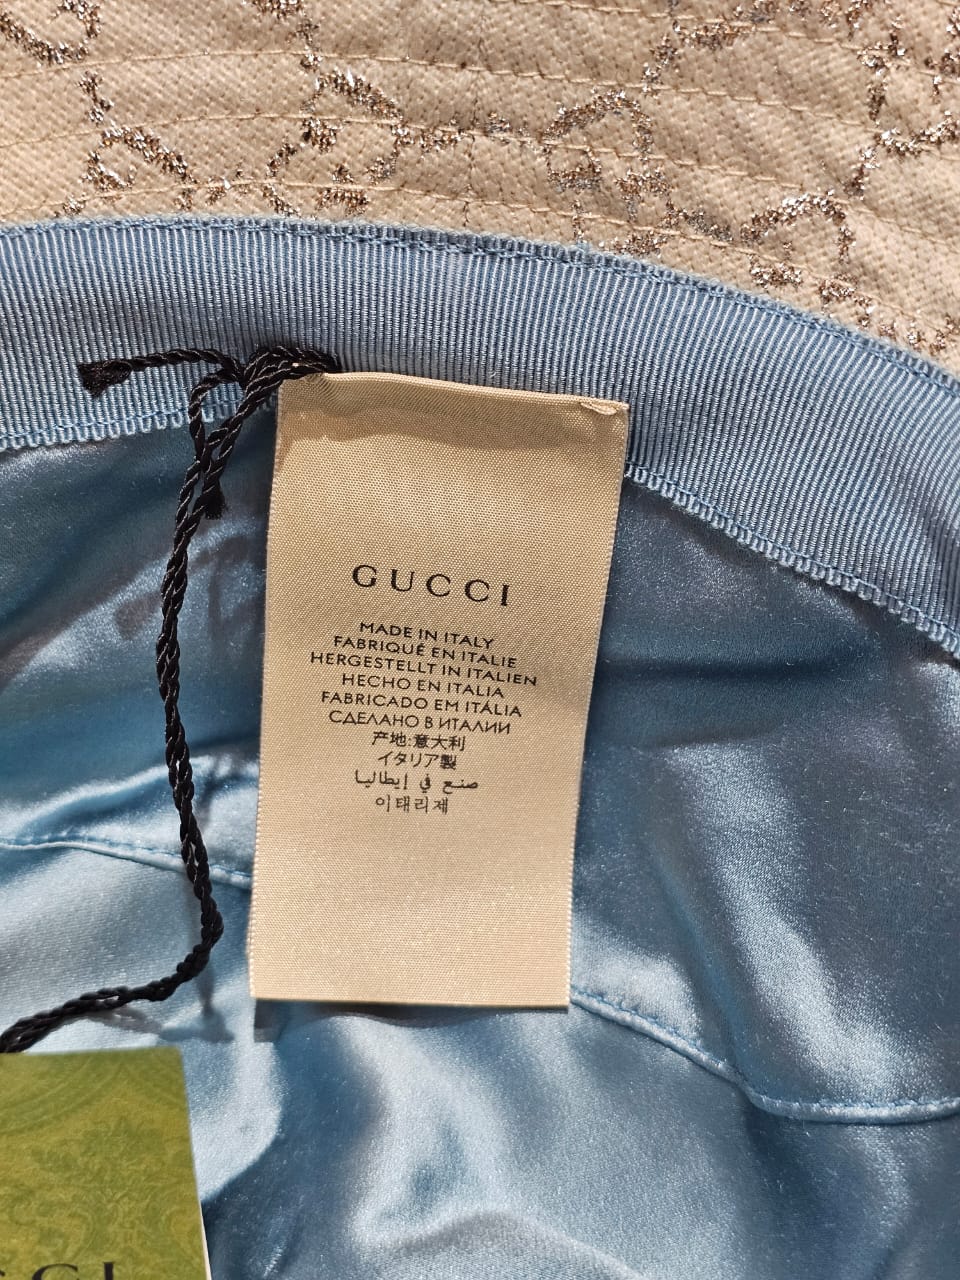 GUCCI
MADE IN ITALY
FABRIQUÉ EN ITALIE
HERGESTELLT IN ITALIEN
HECHO EN ITALIA
FABRICADO EM ITÁLIA
СДЕЛАНО В ИТАЛИИ
产地:意大利
イタリア製
صنع في إيطاليا
이태리제